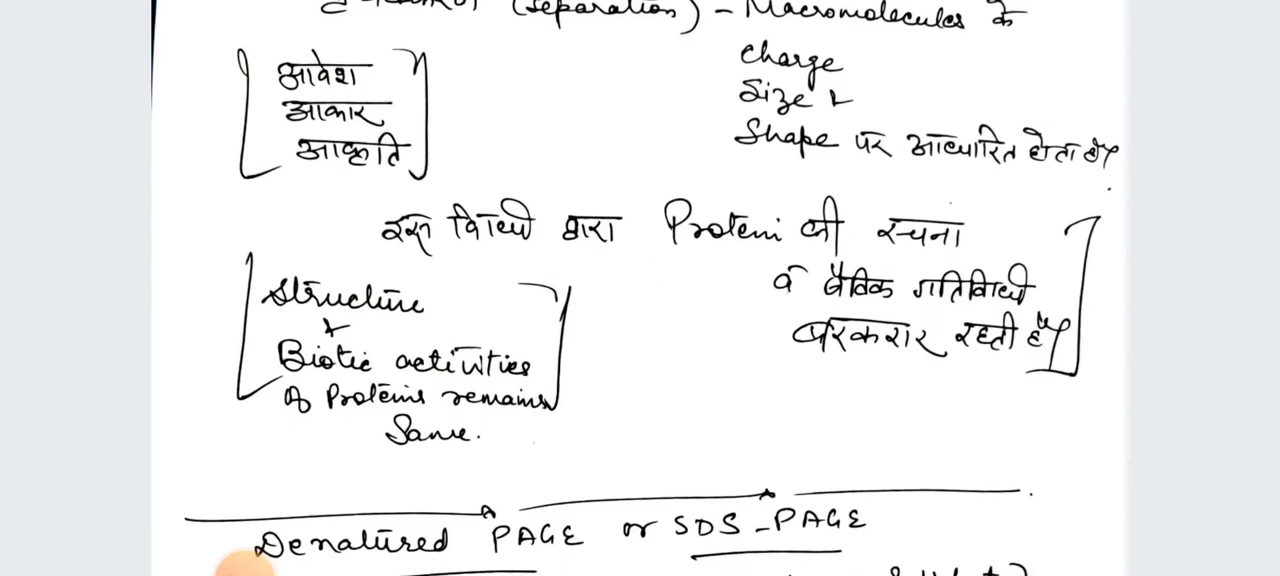 (Separation) - Macromolecules के
आवेश
आकार
आकृति
Charge
Size &
Shape पर आधारित होता है।
इस विधि द्वारा Protein की रचना
व जैविक गतिविधी
बरकरार रहती है।
Structure
&
Biotic activities
of Proteins remains
Same.
Denatured PAGE or SDS-PAGE